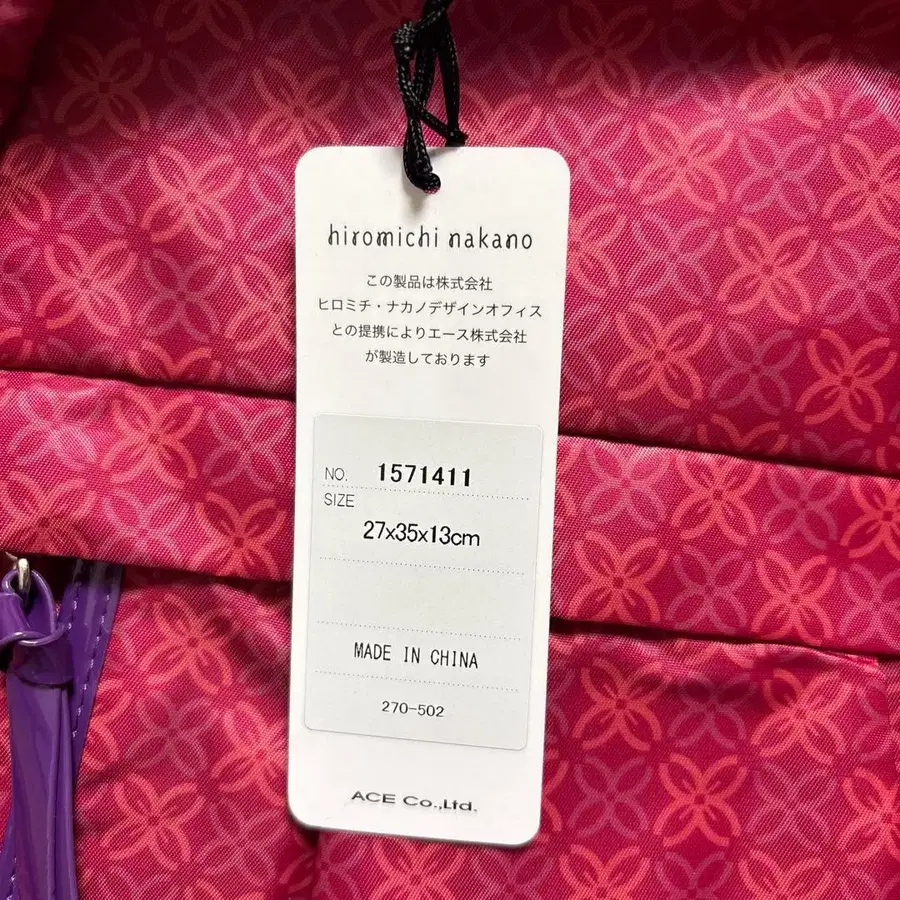 hiromichi nakano
この製品は株式会社
ヒロミチ・ナカノデザインオフィス
との提携によりエース株式会社
が製造しております
NO. 1571411
SIZE
27x35x13cm
MADE IN CHINA
270-502
ACE Co.,Ltd.